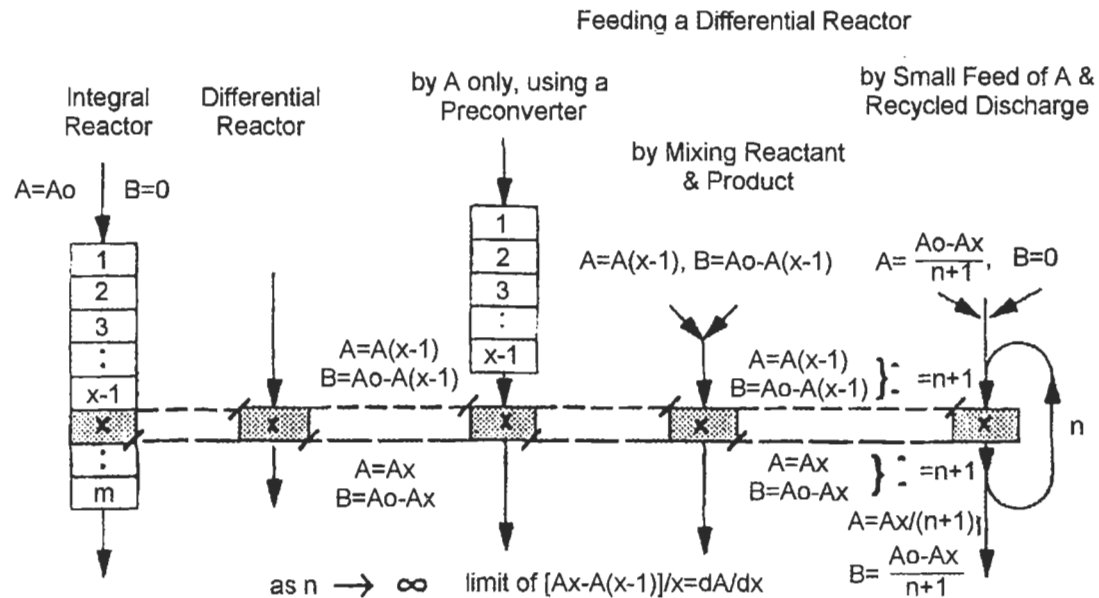 Feeding a Differential Reactor
Integral
Reactor
Differential
Reactor
by A only, using a
Preconverter
by Mixing Reactant
& Product
by Small Feed of A &
Recycled Discharge
A=Ao
B=0
1
2
3
:
x-1
x
:
m
x
1
2
3
:
x-1
x
A=A(x-1)
B=Ao-A(x-1)
A=Ax
B=Ao-Ax
A=A(x-1), B=Ao-A(x-1)
x
A=A(x-1)
B=Ao-A(x-1)
} : =n+1
A=Ax
B=Ao-Ax
} : =n+1
A= Ao-Ax
n+1 , B=0
x
n
A=Ax/(n+1)
B= Ao-Ax
n+1
as n → ∞ limit of [Ax-A(x-1)]/x=dA/dx